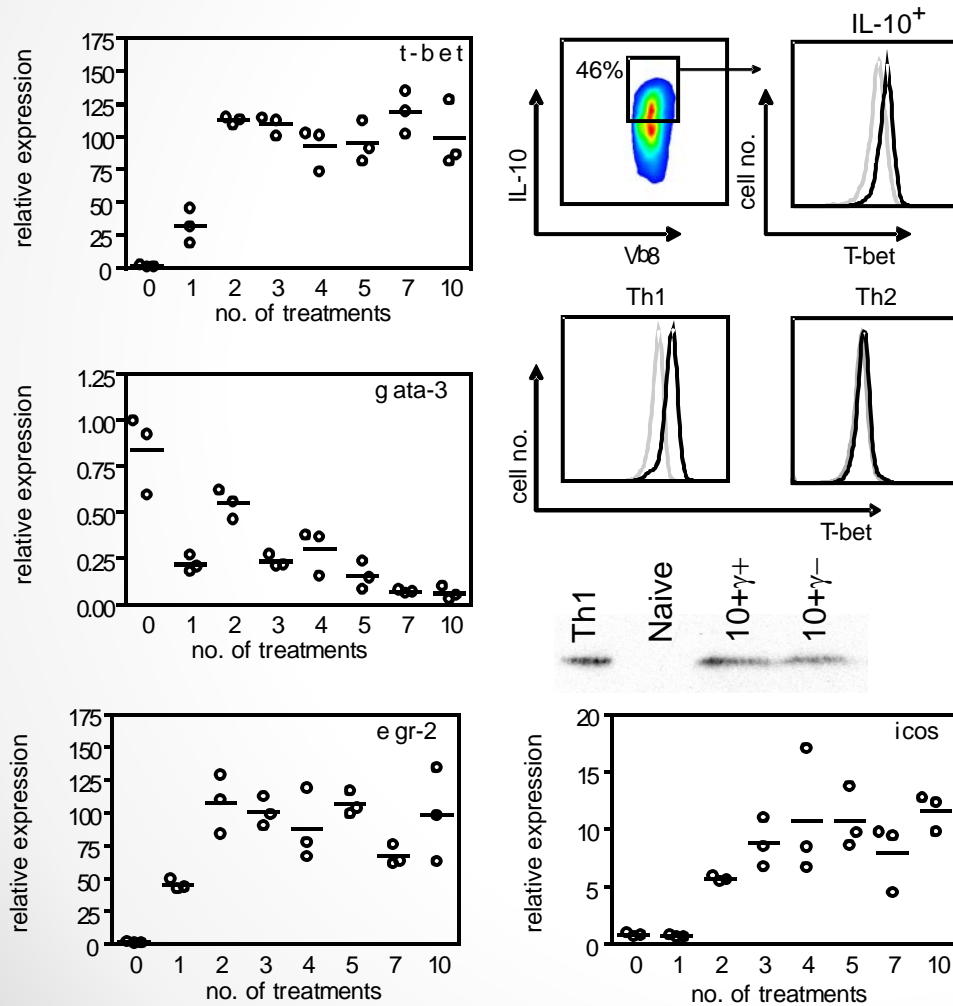 t-bet
relative expression
175
150
125
100
75
50
25
0
0 1 2 3 4 5 7 10
no. of treatments
IL-10+
46%
IL-10
Vb8
cell no.
T-bet
Th1
Th2
cell no.
T-bet
gata-3
relative expression
1.25
1.00
0.75
0.50
0.25
0.00
0 1 2 3 4 5 7 10
no. of treatments
Th1
Naive
10+γ+
10+γ−
egr-2
relative expression
175
150
125
100
75
50
25
0
0 1 2 3 4 5 7 10
no. of treatments
icos
relative expression
20
15
10
5
0
0 1 2 3 4 5 7 10
no. of treatments